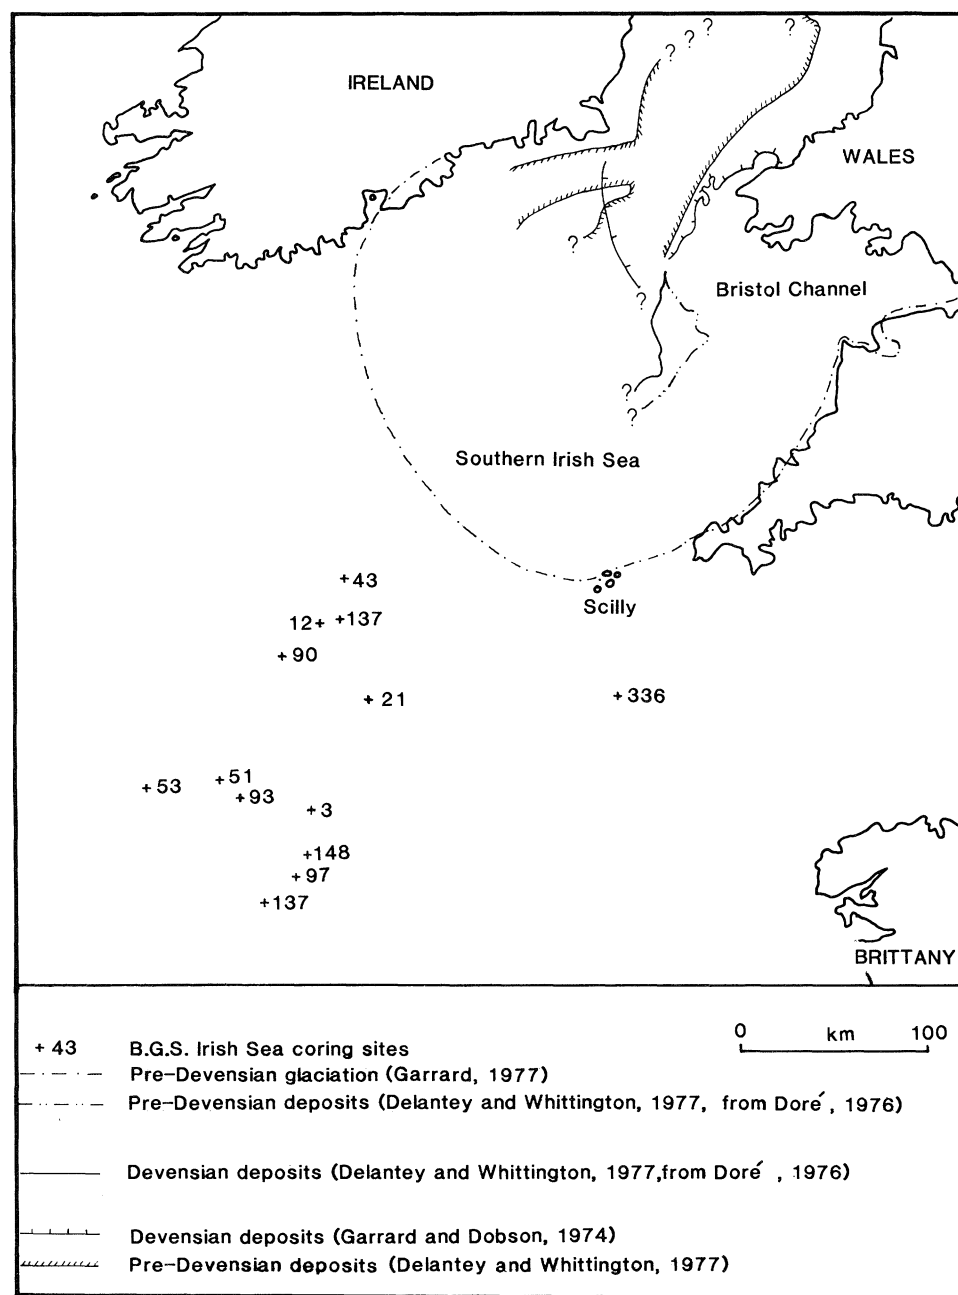 ? ? ? ?
IRELAND
WALES
?
?
Bristol Channel
?
?
Southern Irish Sea
+43
Scilly
12+ +137
+90
+21
+336
+53
+51
+93
+3
+148
+97
+137
BRITTANY
0 km 100
+ 43 B.G.S. Irish Sea coring sites
Pre-Devensian glaciation (Garrard, 1977)
Pre-Devensian deposits (Delantey and Whittington, 1977, from Doré, 1976)
Devensian deposits (Delantey and Whittington, 1977,from Doré , 1976)
Devensian deposits (Garrard and Dobson, 1974)
Pre-Devensian deposits (Delantey and Whittington, 1977)